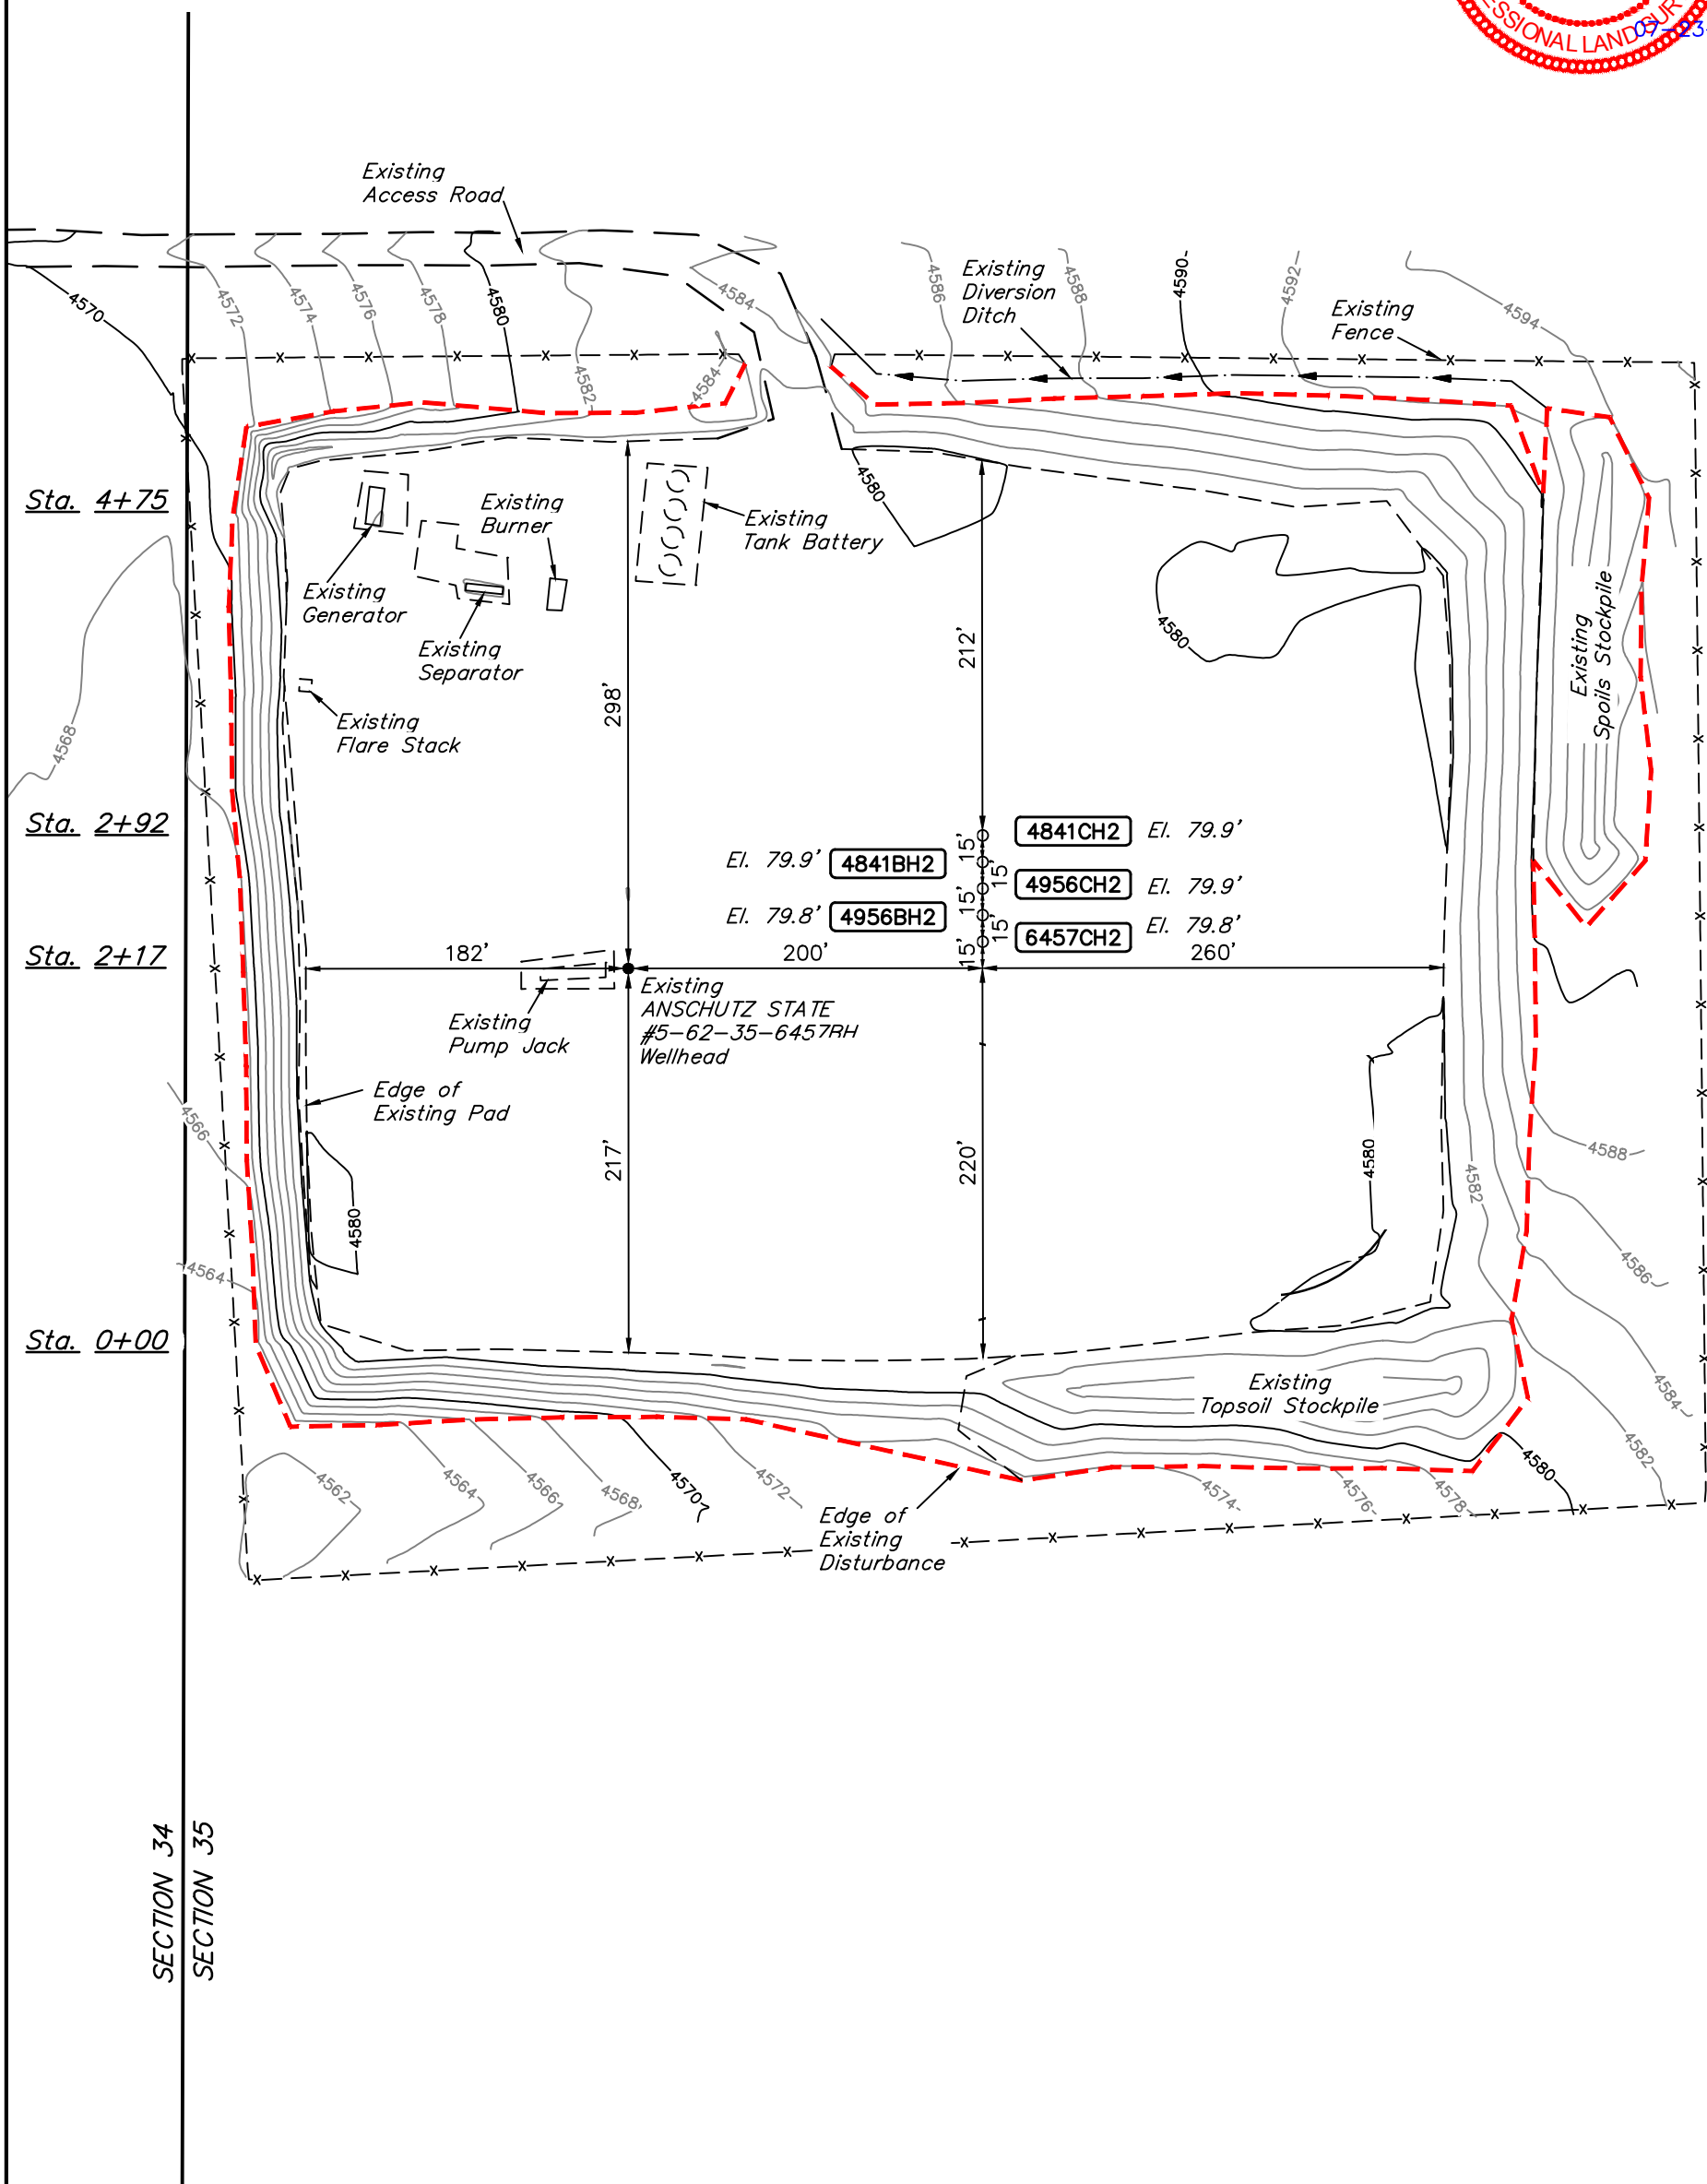 ESSIONAL LAND SUR
07-23-
Existing
Access Road
4570
4572
4574
4576
4578
4580
4582
4584
4584
4586
Existing
Diversion
Ditch
4588
4590
4592
Existing
Fence
4594
Sta. 4+75
Existing
Generator
Existing
Burner
Existing
Separator
Existing
Tank Battery
4580
4580
Existing
Spoils Stockpile
Existing
Flare Stack
4568
298'
212'
Sta. 2+92
El. 79.9' 4841BH2
4841CH2 El. 79.9'
4956CH2 El. 79.9'
El. 79.8' 4956BH2
6457CH2 El. 79.8'
15'
15'
15'
15'
15'
Sta. 2+17
182'
200'
260'
Existing
Pump Jack
Existing
ANSCHUTZ STATE
#5-62-35-6457RH
Wellhead
Edge of
Existing Pad
4566
217'
220'
4580
4580
4582
4588
4586
4564
Sta. 0+00
Existing
Topsoil Stockpile
4584
4582
4580
4562
4564
4566
4568
4570
4572
4574
4576
4578
Edge of
Existing
Disturbance
SECTION 34
SECTION 35